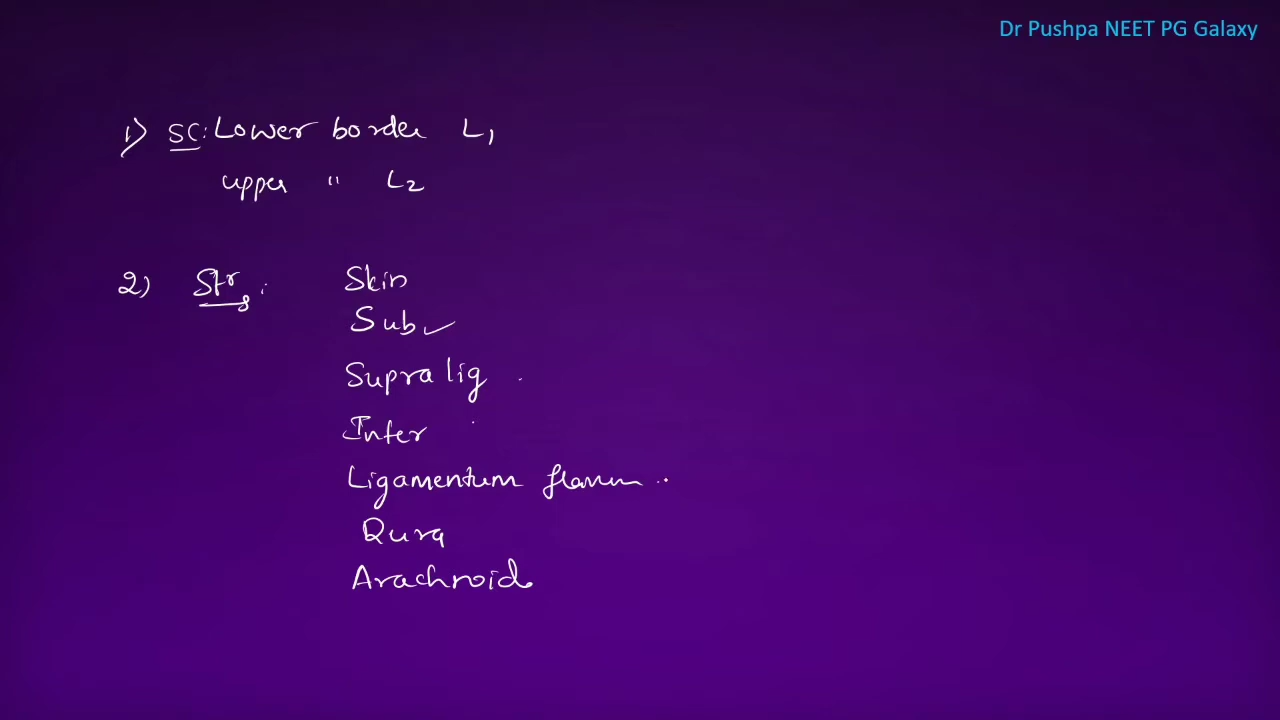 Dr Pushpa NEET PG Galaxy
1) SC: Lower border L1
upper " L2
2) Str : Skin
Sub
Supra lig
Inter
Ligamentum flavum
Dura
Arachnoid